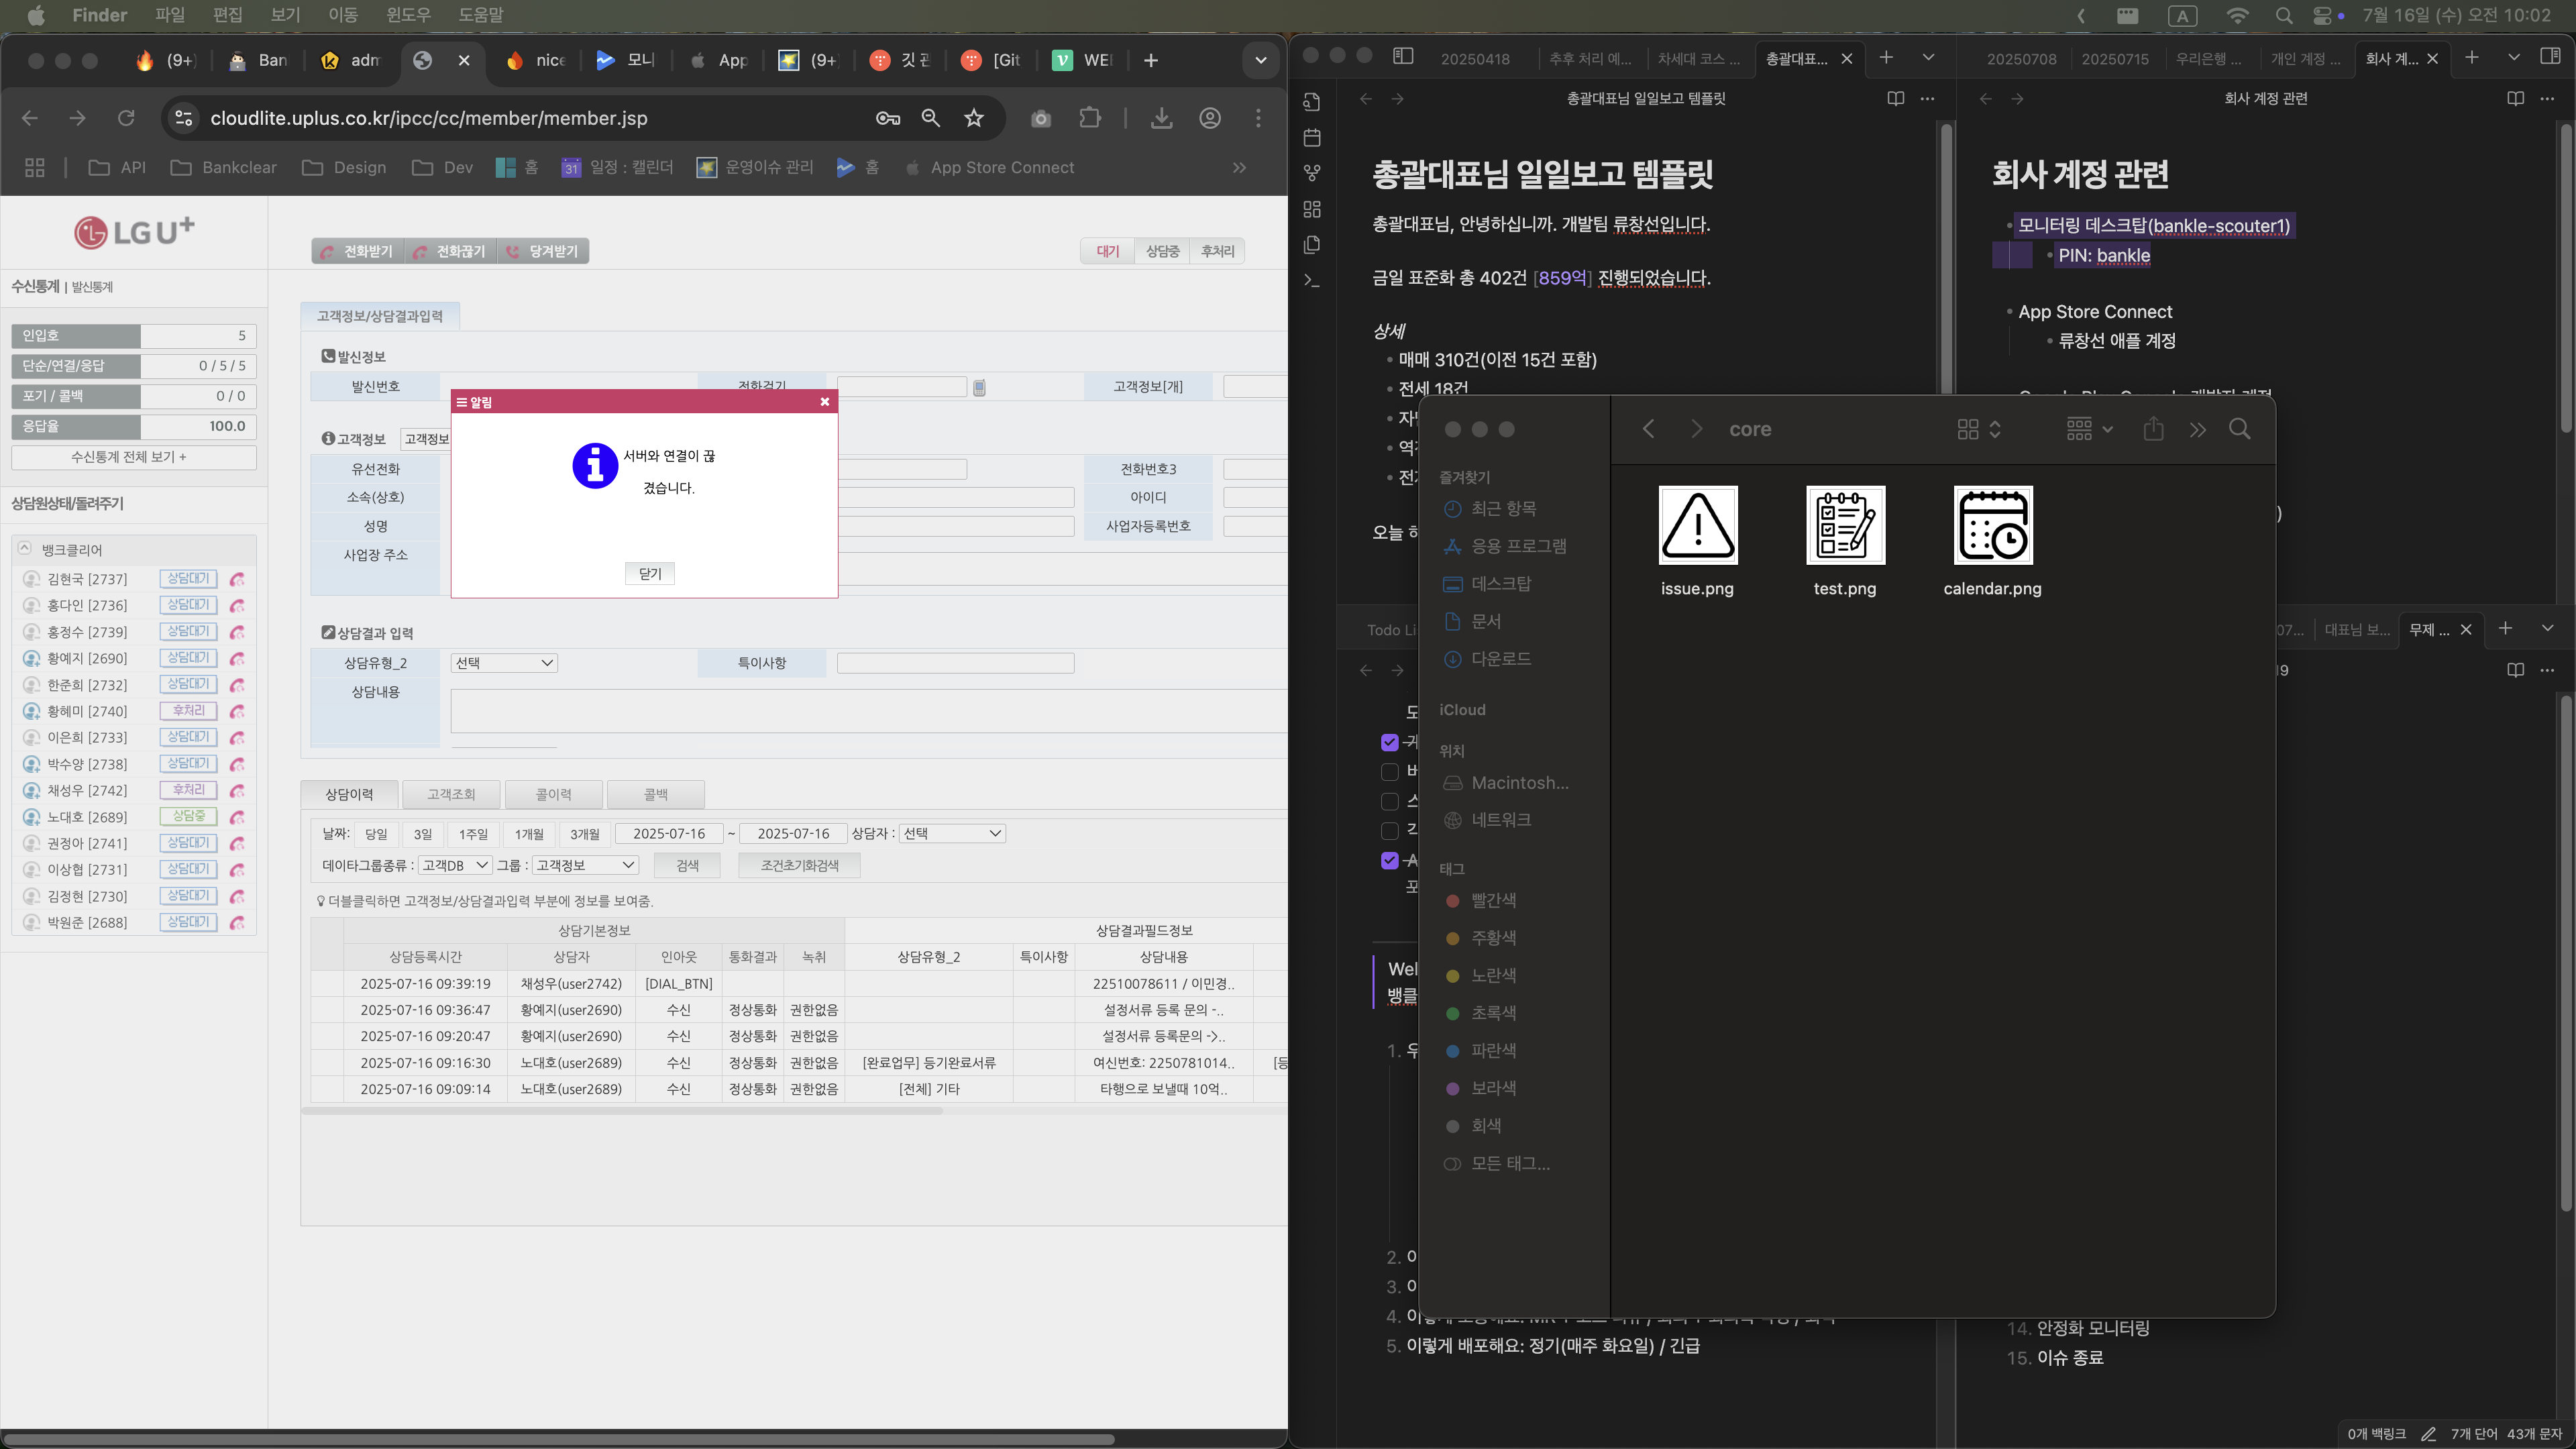 Finder 파일 편집 보기 이동 윈도우 도움말
A 7월 16일 (수) 오전 10:02
(9+) Ban adm nice 모니 App (9+ 깃 관 [Git WE
cloudlite.uplus.co.kr/ipcc/cc/member/member.jsp
API Bankclear Design Dev 홈 31 일정 : 캘린더 운영이슈 관리 홈 App Store Connect
LG U+
전화받기 전화끊기 당겨받기
대기 상담중 후처리
수신통계 | 발신통계
인입호 5
단순/연결/응답 0 / 5 / 5
포기 / 콜백 0 / 0
응답율 100.0
수신통계 전체 보기 +
상담원상태/돌려주기
뱅크클리어
김현국 [2737] 상담대기
홍다인 [2736] 상담대기
홍정수 [2739] 상담대기
황예지 [2690] 상담대기
한준희 [2732] 상담대기
황혜미 [2740] 후처리
이은희 [2733] 상담대기
박수양 [2738] 상담대기
채성우 [2742] 후처리
노대호 [2689] 상담중
권정아 [2741] 상담대기
이상협 [2731] 상담대기
김정현 [2730] 상담대기
박원준 [2688] 상담대기
고객정보/상담결과입력
발신정보
발신번호 전화걸기 고객정보[개]
고객정보 고객정보
유선전화 전화번호3
소속(상호) 아이디
성명 사업자등록번호
사업장 주소
알림
서버와 연결이 끊
겼습니다.
닫기
상담결과 입력
상담유형_2 선택 특이사항
상담내용
상담이력 고객조회 콜이력 콜백
날짜: 당일 3일 1주일 1개월 3개월 2025-07-16 ~ 2025-07-16 상담자 : 선택
데이타그룹종류 : 고객DB 그룹 : 고객정보 검색 조건초기화검색
더블클릭하면 고객정보/상담결과입력 부분에 정보를 보여줌.
상담기본정보 상담결과필드정보
상담등록시간 상담자 인아웃 통화결과 녹취 상담유형_2 특이사항 상담내용
2025-07-16 09:39:19 채성우(user2742) [DIAL_BTN] 22510078611 / 이민경..
2025-07-16 09:36:47 황예지(user2690) 수신 정상통화 권한없음 설정서류 등록 문의 -..
2025-07-16 09:20:47 황예지(user2690) 수신 정상통화 권한없음 설정서류 등록문의 ->..
2025-07-16 09:16:30 노대호(user2689) 수신 정상통화 권한없음 [완료업무] 등기완료서류 여신번호: 2250781014.. [등
2025-07-16 09:09:14 노대호(user2689) 수신 정상통화 권한없음 [전체] 기타 타행으로 보낼때 10억..
20250418 추후 처리 예... 차세대 코스 ... 총괄대표...
총괄대표님 일일보고 템플릿
총괄대표님 일일보고 템플릿
총괄대표님, 안녕하십니까. 개발팀 류창선입니다.
금일 표준화 총 402건 [859억] 진행되었습니다.
상세
매매 310건(이전 15건 포함)
전세 18건
오늘 하
20250708 20250715 우리은행 ... 개인 계정 ... 회사 계...
회사 계정 관련
회사 계정 관련
모니터링 데스크탑(bankle-scouter1)
PIN: bankle
App Store Connect
류창선 애플 계정
core
즐겨찾기
최근 항목
응용 프로그램
데스크탑
문서
다운로드
iCloud
위치
Macintosh...
네트워크
태그
빨간색
주황색
노란색
초록색
파란색
보라색
회색
모든 태그...
issue.png test.png calendar.png
Todo Li
07... 대표님 보... 무제 ...
Wel
뱅클
1. 우
2. 이
3. 이
4.
5. 이렇게 배포해요: 정기(매주 화요일) / 긴급
14. 안정화 모니터링
15. 이슈 종료
0개 백링크 7개 단어 43개 문자